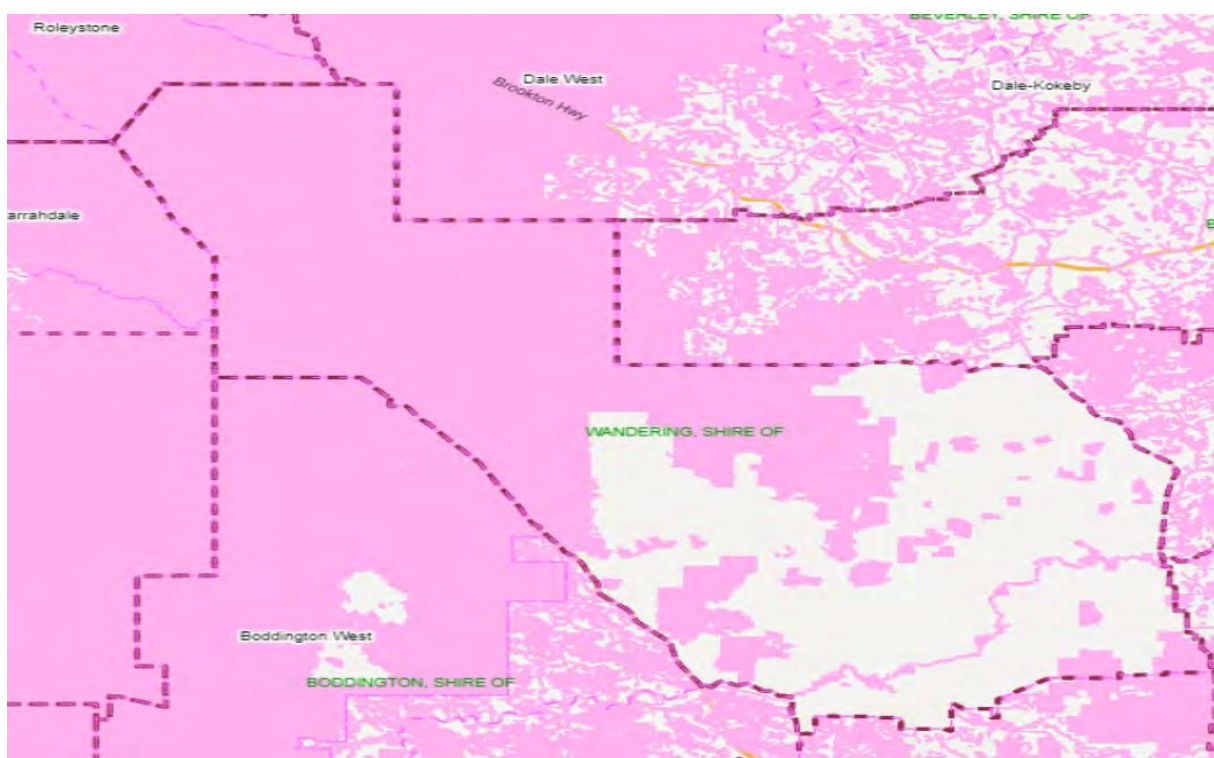 BEVERLEY, SHIRE OF
Roleystone
Dale West
Dale-Kokeby
Brookton Hwy
arrahdale
B
WANDERING, SHIRE OF
Boddington West
BODDINGTON, SHIRE OF